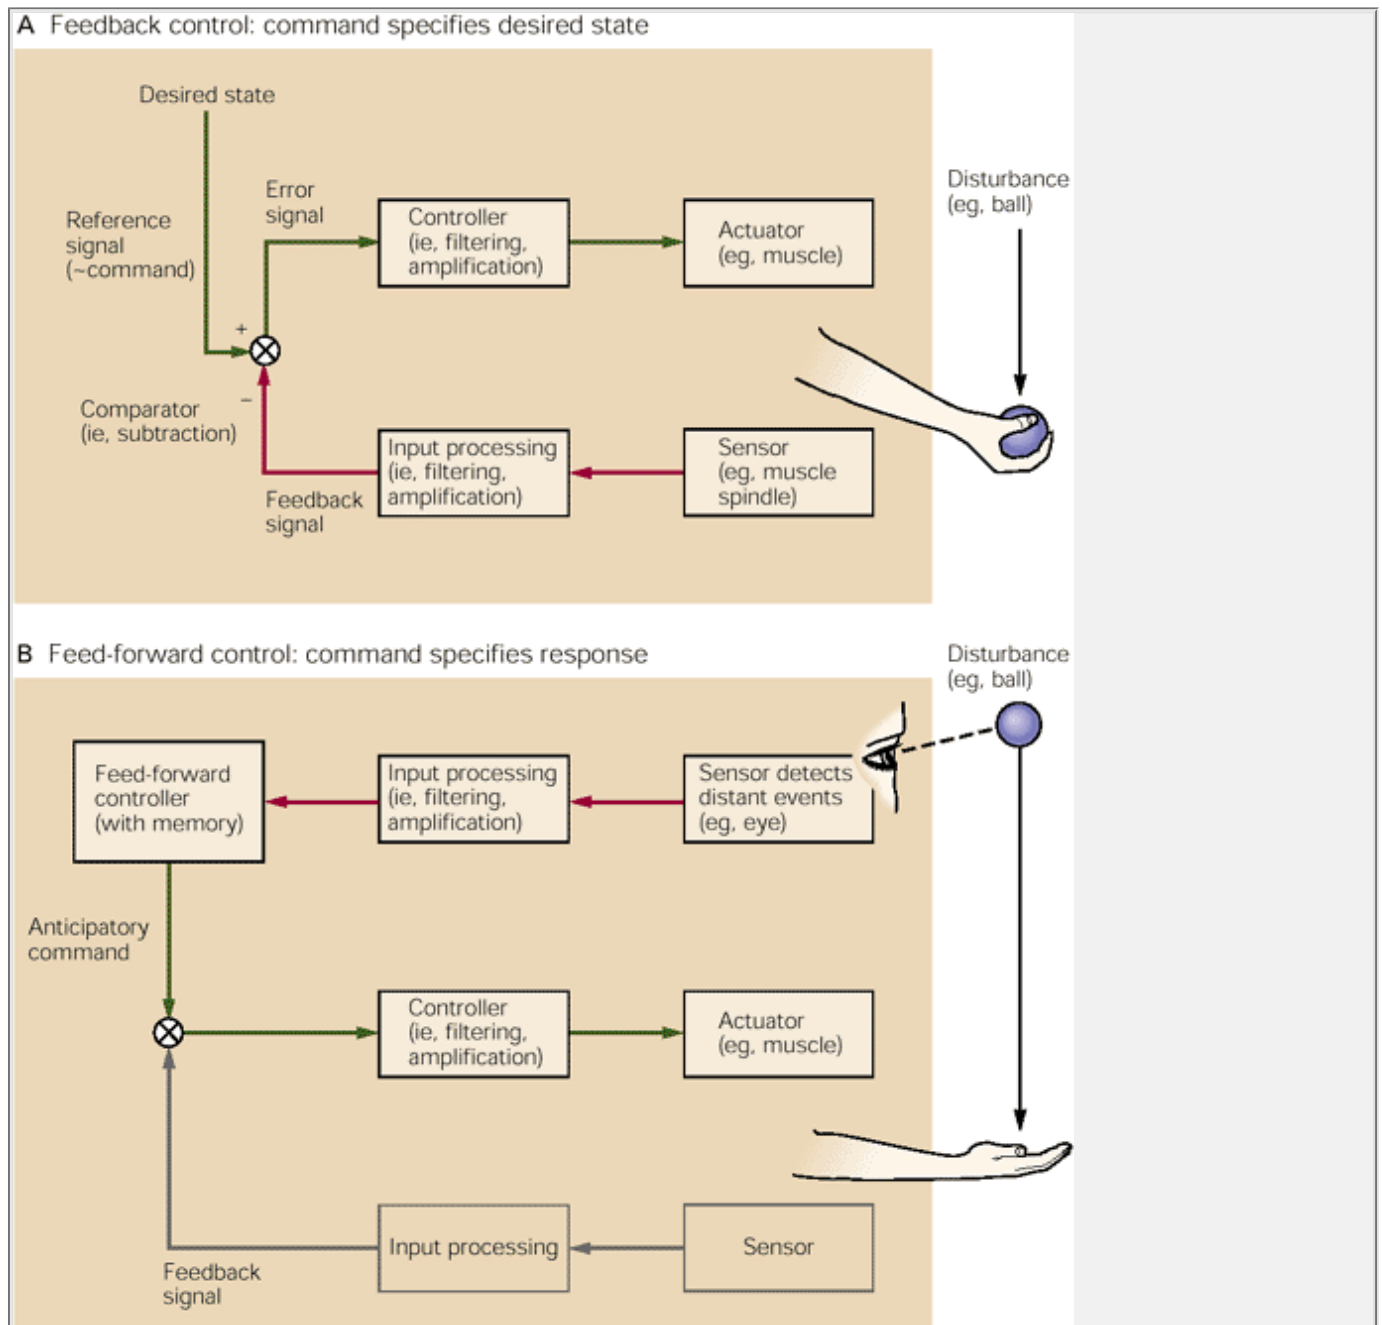 A Feedback control: command specifies desired state
Desired state
Disturbance
(eg, ball)
Error
signal
Reference
signal
(~command)
Controller
(ie, filtering,
amplification)
Actuator
(eg, muscle)
+
−
Comparator
(ie, subtraction)
Input processing
(ie, filtering,
amplification)
Sensor
(eg, muscle
spindle)
Feedback
signal
B Feed-forward control: command specifies response
Disturbance
(eg, ball)
Feed-forward
controller
(with memory)
Input processing
(ie, filtering,
amplification)
Sensor detects
distant events
(eg, eye)
Anticipatory
command
Controller
(ie, filtering,
amplification)
Actuator
(eg, muscle)
Input processing
Sensor
Feedback
signal